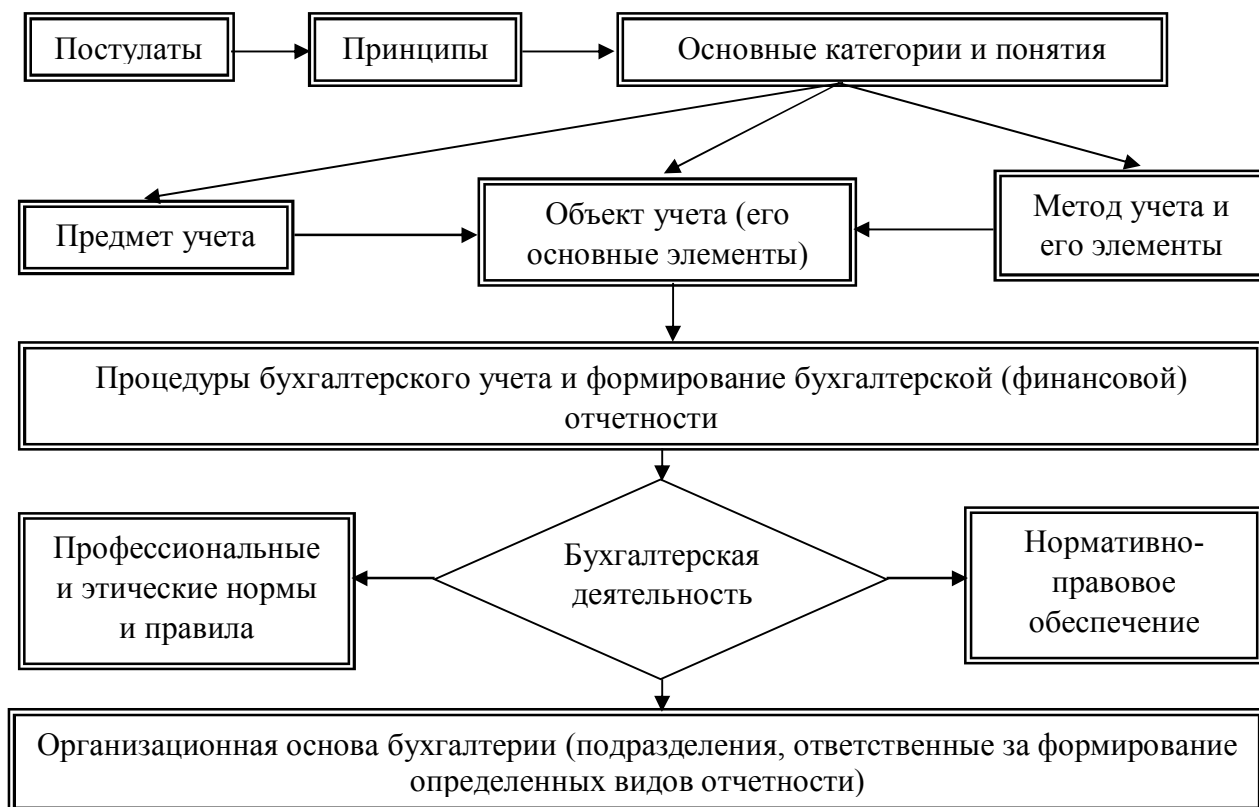 Постулаты
Принципы
Основные категории и понятия
Предмет учета
Объект учета (его
основные элементы)
Метод учета и
его элементы
Процедуры бухгалтерского учета и формирование бухгалтерской (финансовой)
отчетности
Профессиональные
и этические нормы
и правила
Бухгалтерская
деятельность
Нормативно-
правовое
обеспечение
Организационная основа бухгалтерии (подразделения, ответственные за формирование
определенных видов отчетности)